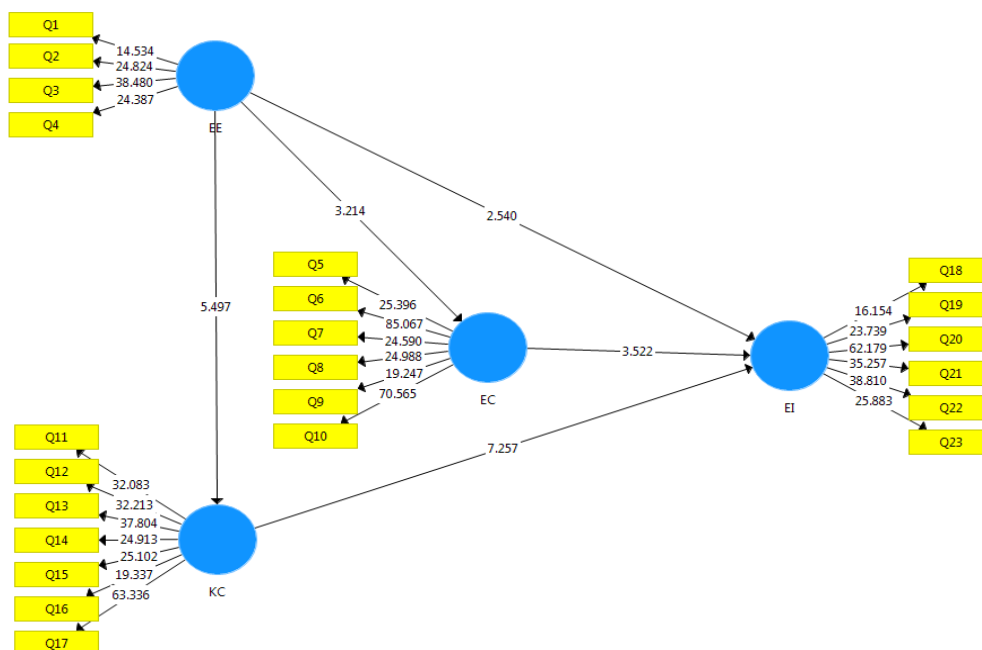 Q1
Q2
Q3
Q4
14.534
24.824
38.480
24.387
EE
3.214
2.540
5.497
Q5
Q6
Q7
Q8
Q9
Q10
25.396
85.067
24.590
24.988
19.247
70.565
EC
3.522
7.257
EI
16.154
23.739
62.179
35.257
38.810
25.883
Q18
Q19
Q20
Q21
Q22
Q23
Q11
Q12
Q13
Q14
Q15
Q16
Q17
32.083
32.213
37.804
24.913
25.102
19.337
63.336
KC